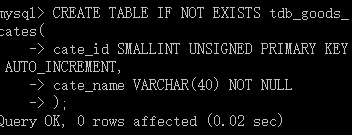 mysql> CREATE TABLE IF NOT EXISTS tdb_goods_
cates(
    -> cate_id SMALLINT UNSIGNED PRIMARY KEY
 AUTO_INCREMENT,
    -> cate_name VARCHAR(40) NOT NULL
    -> );
Query OK, 0 rows affected (0.02 sec)